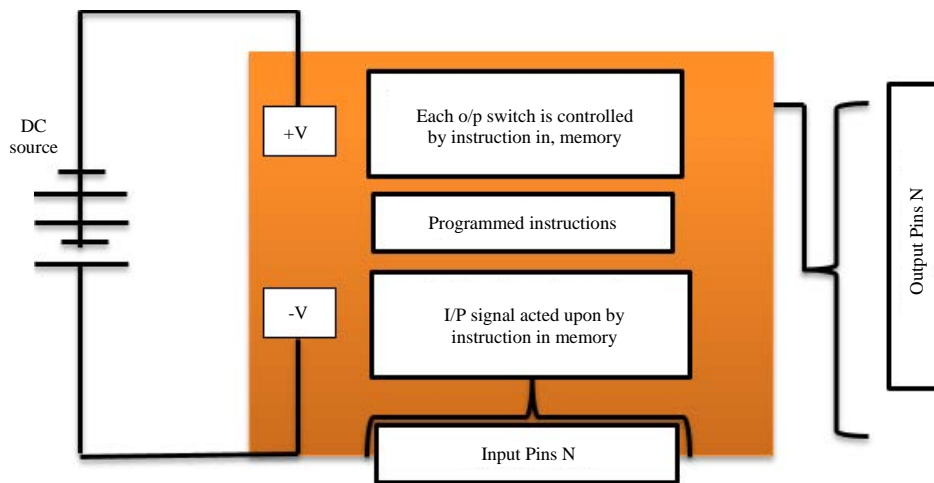 DC
source
+V
Each o/p switch is controlled
by instruction in, memory
Programmed instructions
-V
I/P signal acted upon by
instruction in memory
Input Pins N
Output Pins N